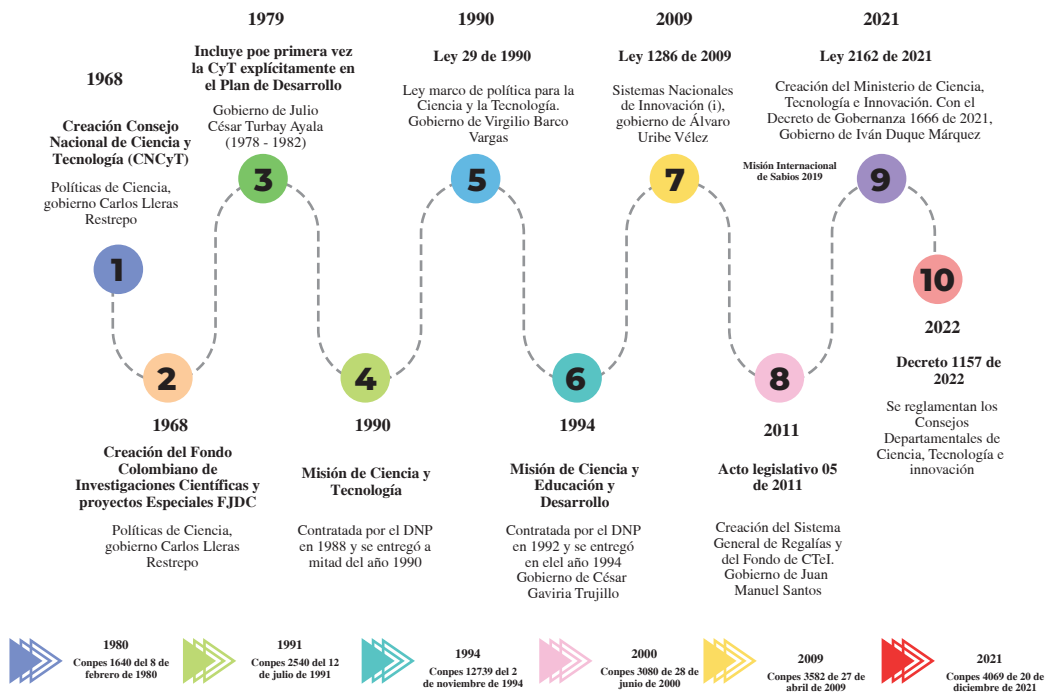 1968
Creación Consejo
Nacional de Ciencia y
Tecnología (CNCyT)
Políticas de Ciencia,
gobierno Carlos Lleras
Restrepo
1
2
1968
Creación del Fondo
Colombiano de
Investigaciones Científicas y
proyectos Especiales FJDC
Políticas de Ciencia,
gobierno Carlos Lleras
Restrepo
1979
Incluye poe primera vez
la CyT explícitamente en
el Plan de Desarrollo
Gobierno de Julio
César Turbay Ayala
(1978 - 1982)
3
4
1990
Misión de Ciencia y
Tecnología
Contratada por el DNP
en 1988 y se entregó a
mitad del año 1990
1990
Ley 29 de 1990
Ley marco de política para la
Ciencia y la Tecnología.
Gobierno de Virgilio Barco
Vargas
5
6
1994
Misión de Ciencia y
Educación y
Desarrollo
Contratada por el DNP
en 1992 y se entregó
en elel año 1994
Gobierno de César
Gaviria Trujillo
2009
Ley 1286 de 2009
Sistemas Nacionales
de Innovación (i),
gobierno de Álvaro
Uribe Vélez
7
8
2011
Acto legislativo 05
de 2011
Creación del Sistema
General de Regalías y
del Fondo de CTeI.
Gobierno de Juan
Manuel Santos
2021
Ley 2162 de 2021
Creación del Ministerio de Ciencia,
Tecnología e Innovación. Con el
Decreto de Gobernanza 1666 de 2021,
Gobierno de Iván Duque Márquez
Misión Internacional
de Sabios 2019
9
10
2022
Decreto 1157 de
2022
Se reglamentan los
Consejos
Departamentales de
Ciencia, Tecnología e
innovación
1980
Conpes 1640 del 8 de
febrero de 1980
1991
Conpes 2540 del 12
de julio de 1991
1994
Conpes 12739 del 2
de noviembre de 1994
2000
Conpes 3080 de 28 de
junio de 2000
2009
Conpes 3582 de 27 de
abril de 2009
2021
Conpes 4069 de 20 de
diciembre de 2021